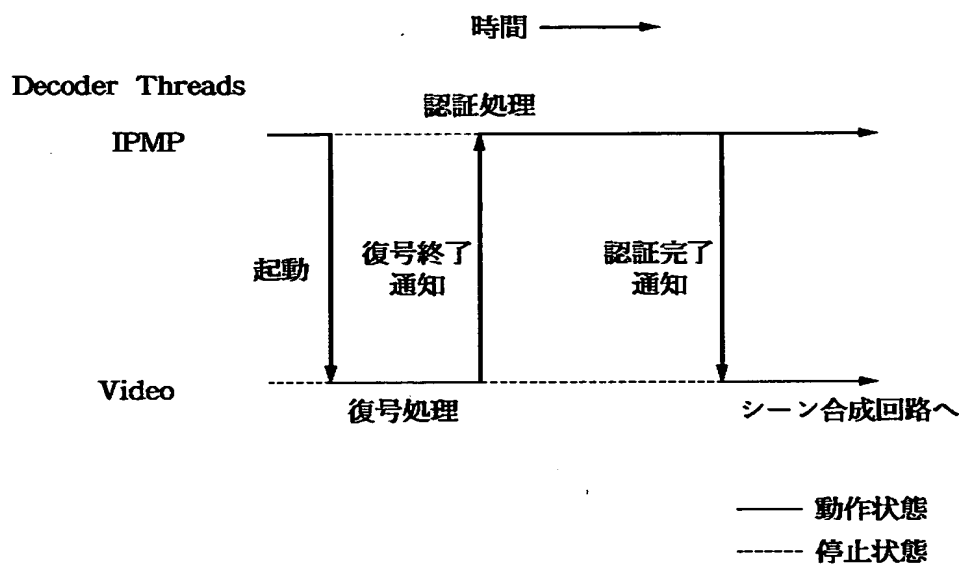 時間
Decoder Threads
認証処理
IPMP
起動
復号終了
通知
認証完了
通知
Video
復号処理
シーン合成回路へ
動作状態
停止状態